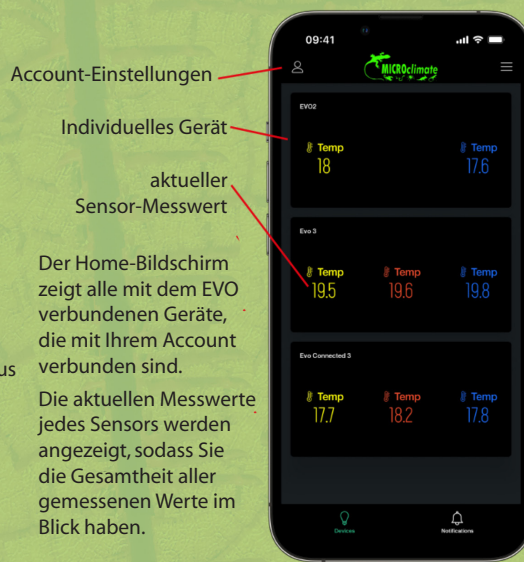 Account-Einstellungen
Individuelles Gerät
aktueller
Sensor-Messwert
Der Home-Bildschirm
zeigt alle mit dem EVO
verbundenen Geräte,
die mit Ihrem Account
us verbunden sind.
Die aktuellen Messwerte
jedes Sensors werden
angezeigt, sodass Sie
die Gesamtheit aller
gemessenen Werte im
Blick haben.
09:41
MICROclimate
EVO2
Temp Temp
18 17.6
Evo 3
Temp Temp Temp
19.5 19.6 19.8
Evo Connected 3
Temp Temp Temp
17.7 18.2 17.8
Devices Notifications